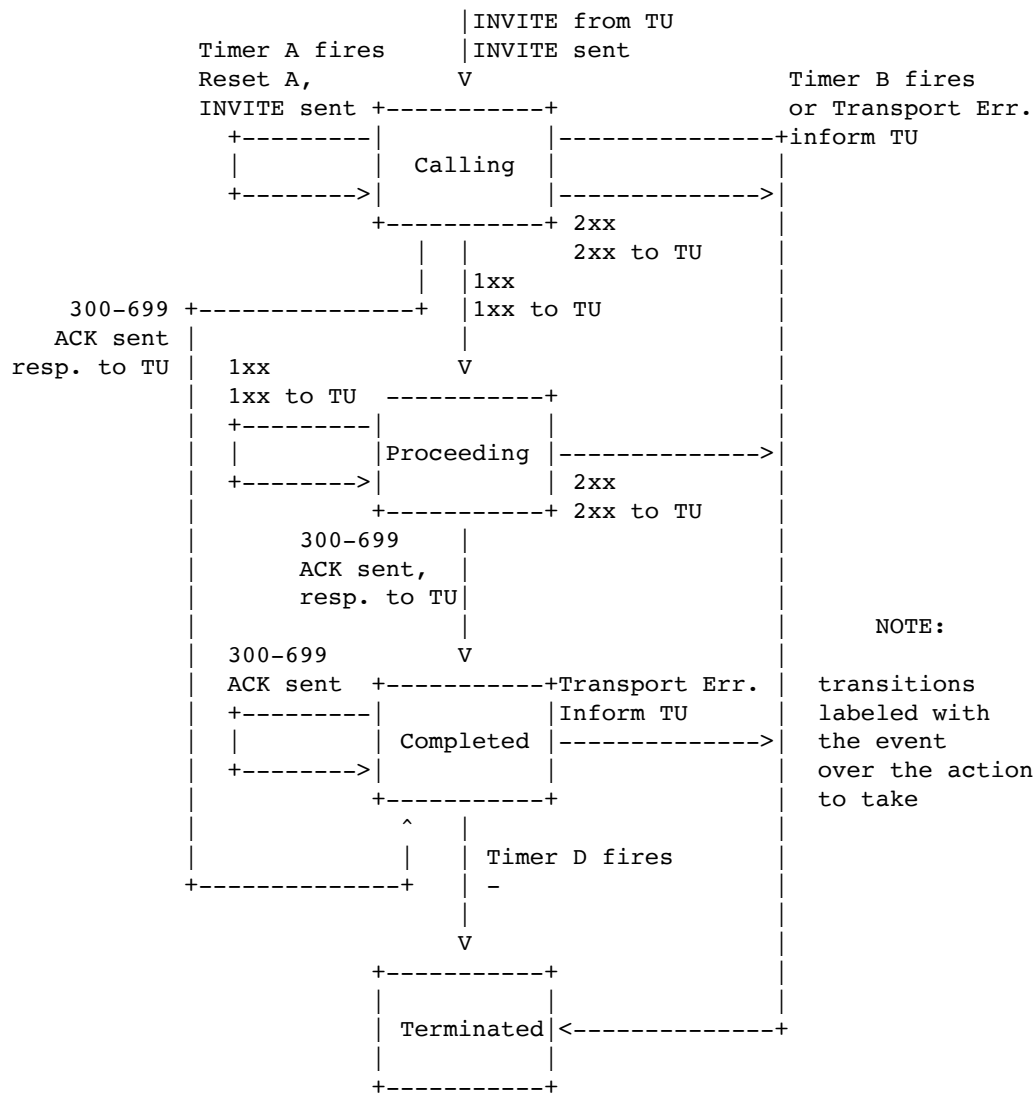 INVITE from TU
Timer A fires INVITE sent
Reset A, V Timer B fires
INVITE sent or Transport Err.
inform TU
Calling
2xx
2xx to TU
1xx
300-699 1xx to TU
ACK sent
resp. to TU 1xx V
1xx to TU
Proceeding
2xx
2xx to TU
300-699
ACK sent,
resp. to TU
NOTE:
300-699 V
ACK sent Transport Err. transitions
Inform TU labeled with
Completed the event
over the action
to take
Timer D fires
-
V
Terminated